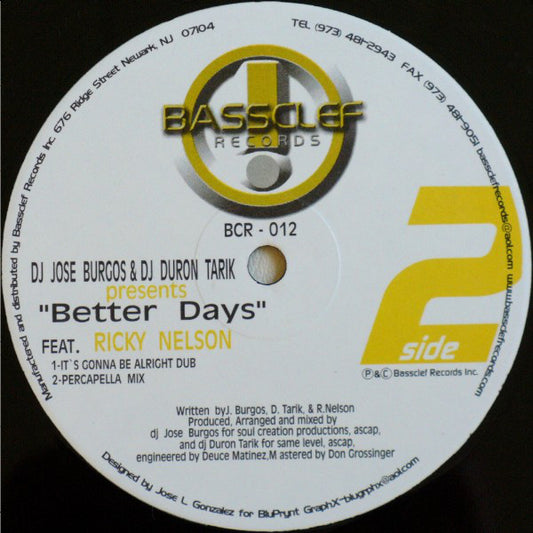 Manufactured and distributed by Bassclef Records Inc. 676 Ridge Street Newark, NJ 07104
TEL (973) 481-2943 FAX (973) 481-9051 bassclefrecords@aol.com www.bassclefrecords.com
BASSCLEF
RECORDS
BCR - 012
DJ JOSE BURGOS & DJ DURON TARIK
presents
"Better Days"
FEAT. RICKY NELSON
1-IT`S GONNA BE ALRIGHT DUB
2-PERCAPELLA MIX
2
side
P & C Bassclef Records Inc.
Written byJ. Burgos, D. Tarik, & R.Nelson
Produced, Arranged and mixed by
dj Jose Burgos for soul creation productions, ascap,
and dj Duron Tarik for same level, ascap,
engineered by Deuce Matinez,M astered by Don Grossinger
Designed by Jose L. Gonzalez for BluPrynt GraphX-blugrphx@aol.com